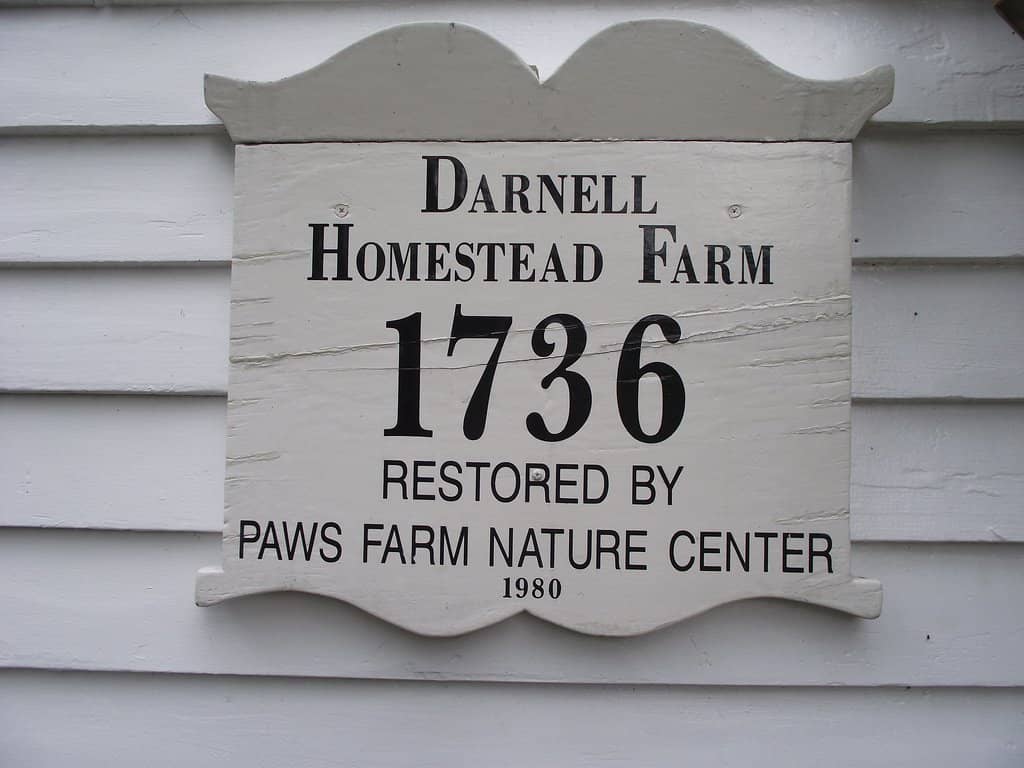 DARNELL
HOMESTEAD FARM
1736
RESTORED BY
PAWS FARM NATURE CENTER
1980